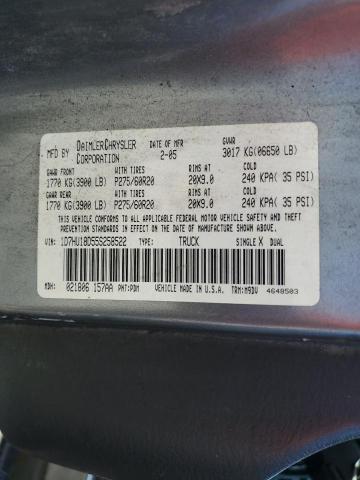 MFD BY DAIMLERCHRYSLER CORPORATION DATE OF MFR 2-05 GVWR 3017 KG(06650 LB)
GAWR FRONT WITH TIRES RIMS AT COLD
1770 KG(3900 LB) P275/60R20 20X9.0 240 KPA(35 PSI)
GAWR REAR WITH TIRES RIMS AT COLD
1770 KG(3900 LB) P275/60R20 20X9.0 240 KPA(35 PSI)
THIS VEHICLE CONFORMS TO ALL APPLICABLE FEDERAL MOTOR VEHICLE SAFETY, BUMPER AND THEFT PREVENTION
STANDARDS IN EFFECT ON THE DATE OF MANUFACTURE SHOWN ABOVE.
VIN: 1D7HU18D55S258522 TYPE: TRUCK SINGLE X DUAL
MDH: 021806 157AA PNT:PDM VEHICLE MADE IN U.S.A. TRM:M9DV 4648503